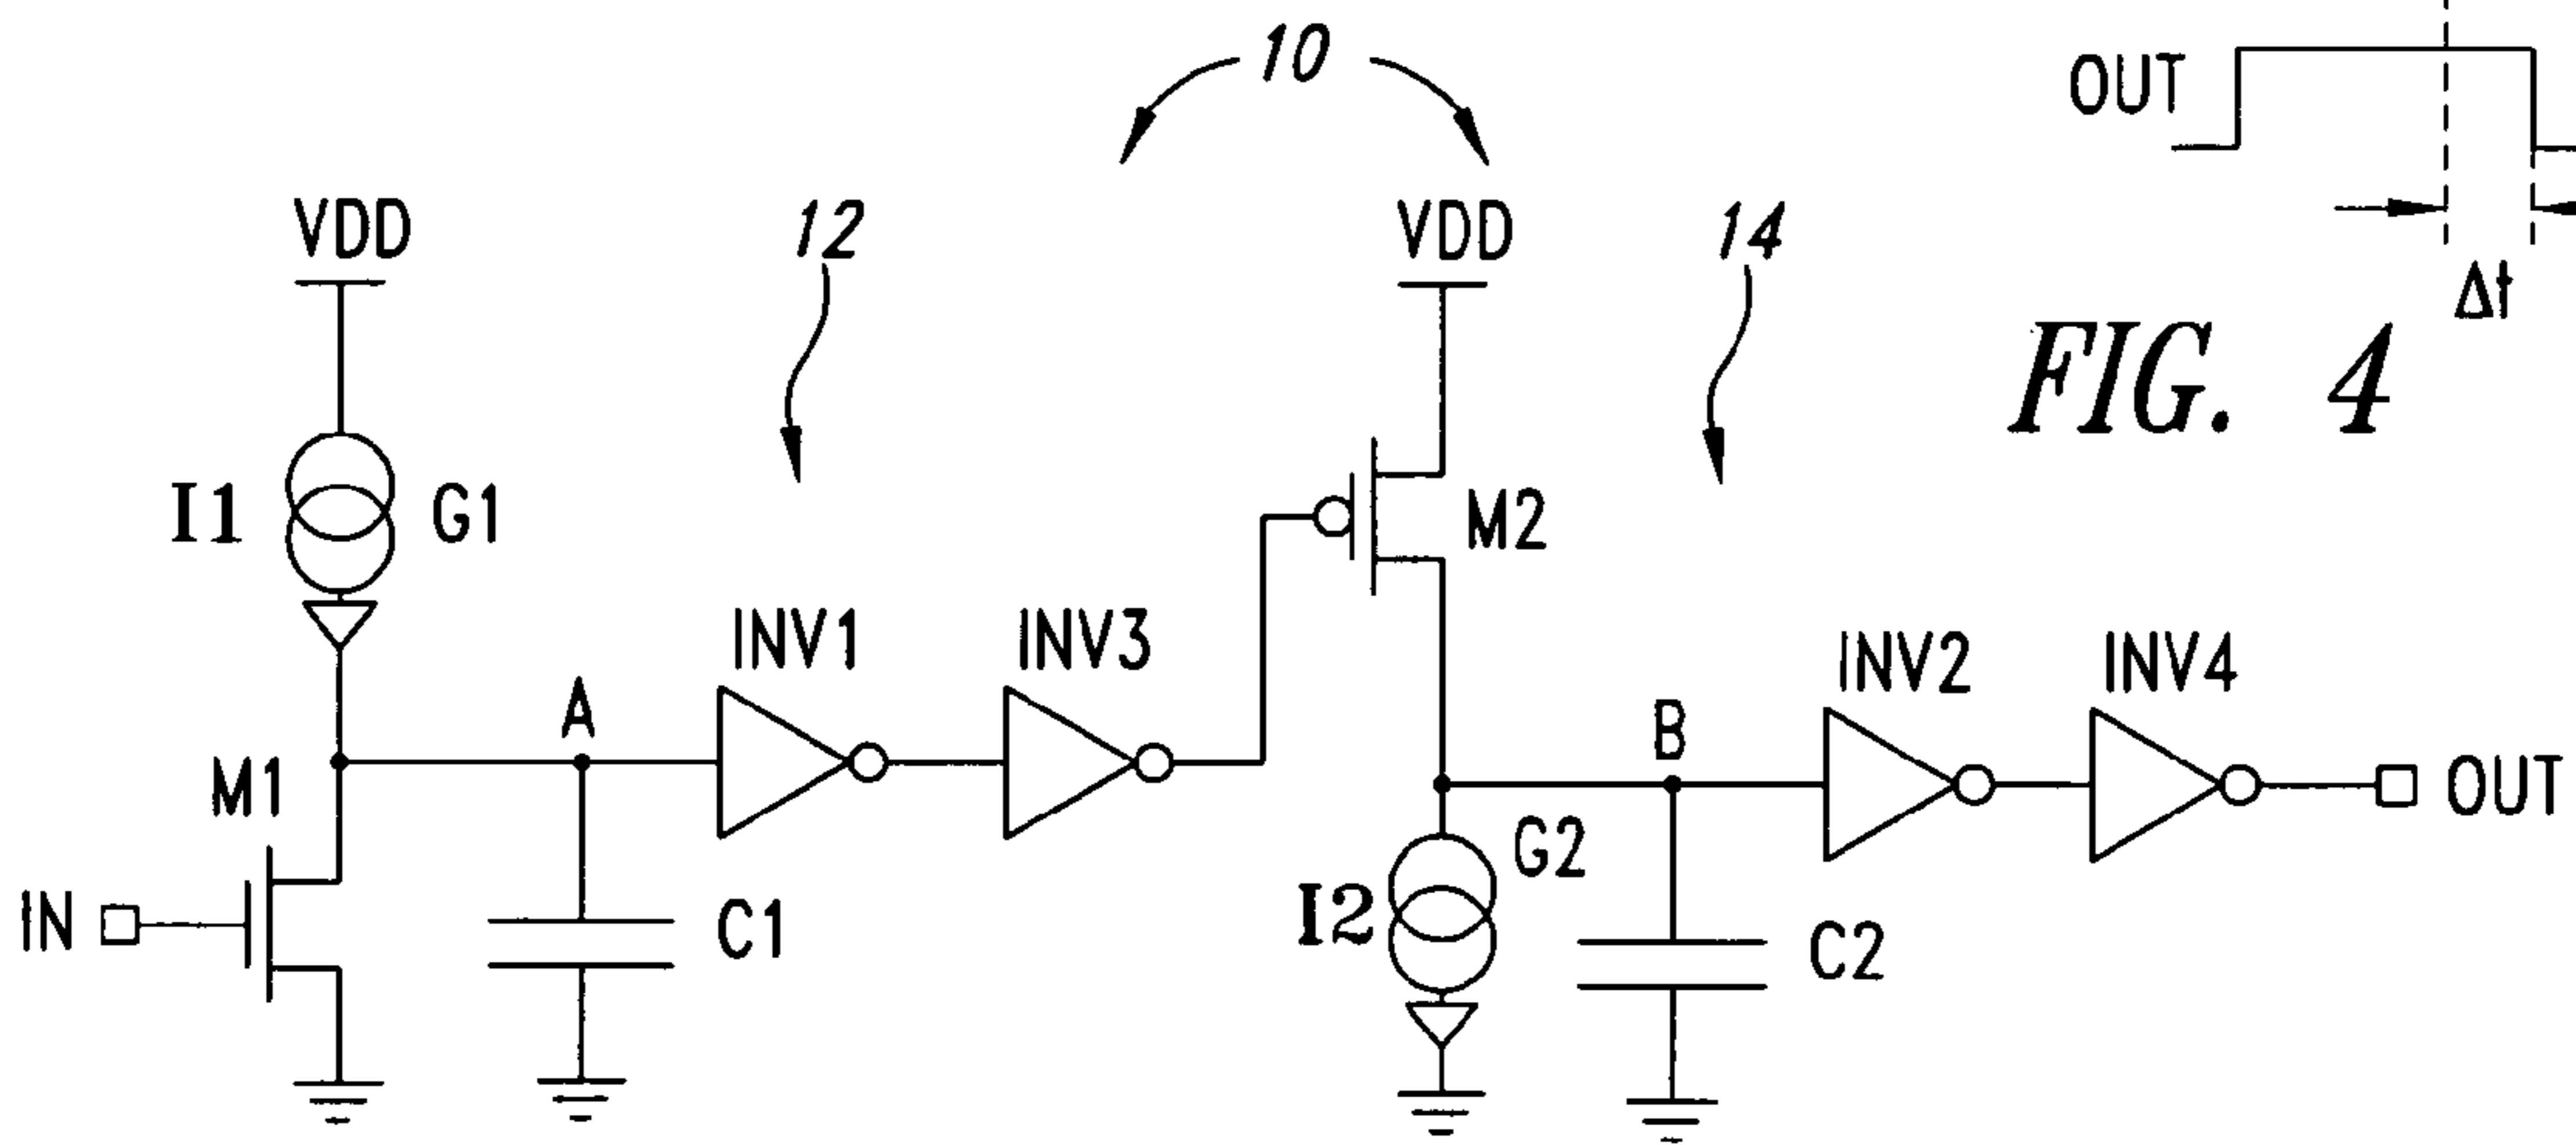 10
OUT
VDD
12
VDD
14
Δt
FIG. 4
I1
G1
M2
INV1
INV3
INV2
INV4
A
B
M1
OUT
G2
IN
C1
I2
C2